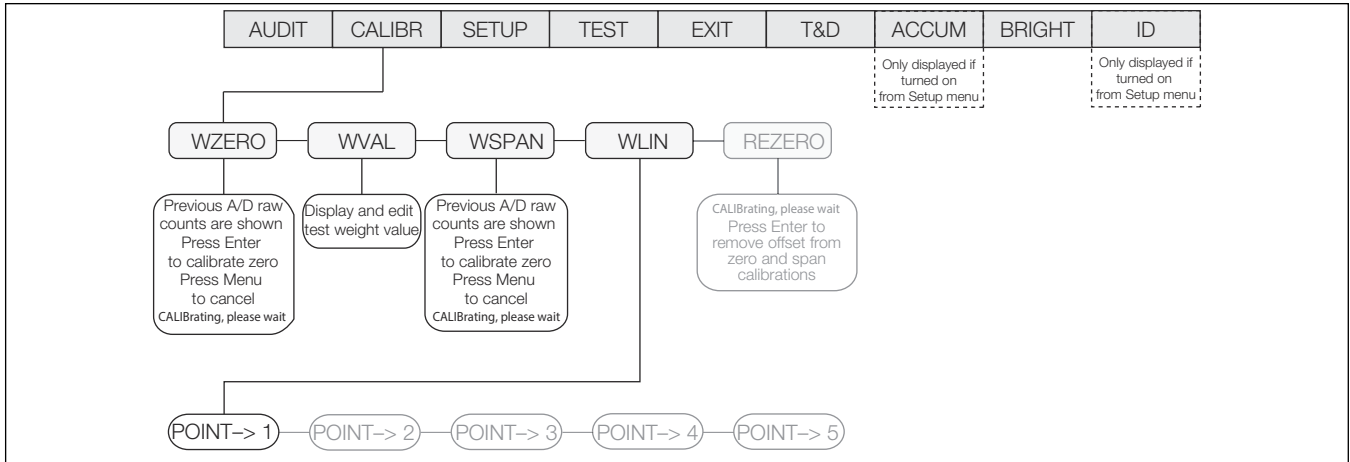 AUDIT CALIBR SETUP TEST EXIT T&D ACCUM BRIGHT ID
Only displayed if
turned on
from Setup menu
Only displayed if
turned on
from Setup menu
WZERO WVAL WSPAN WLIN REZERO
Previous A/D raw
counts are shown
Press Enter
to calibrate zero
Press Menu
to cancel
CALIBrating, please wait
Display and edit
test weight value
Previous A/D raw
counts are shown
Press Enter
to calibrate zero
Press Menu
to cancel
CALIBrating, please wait
CALIBrating, please wait
Press Enter to
remove offset from
zero and span
calibrations
POINT–> 1 POINT–> 2 POINT–> 3 POINT–> 4 POINT–> 5